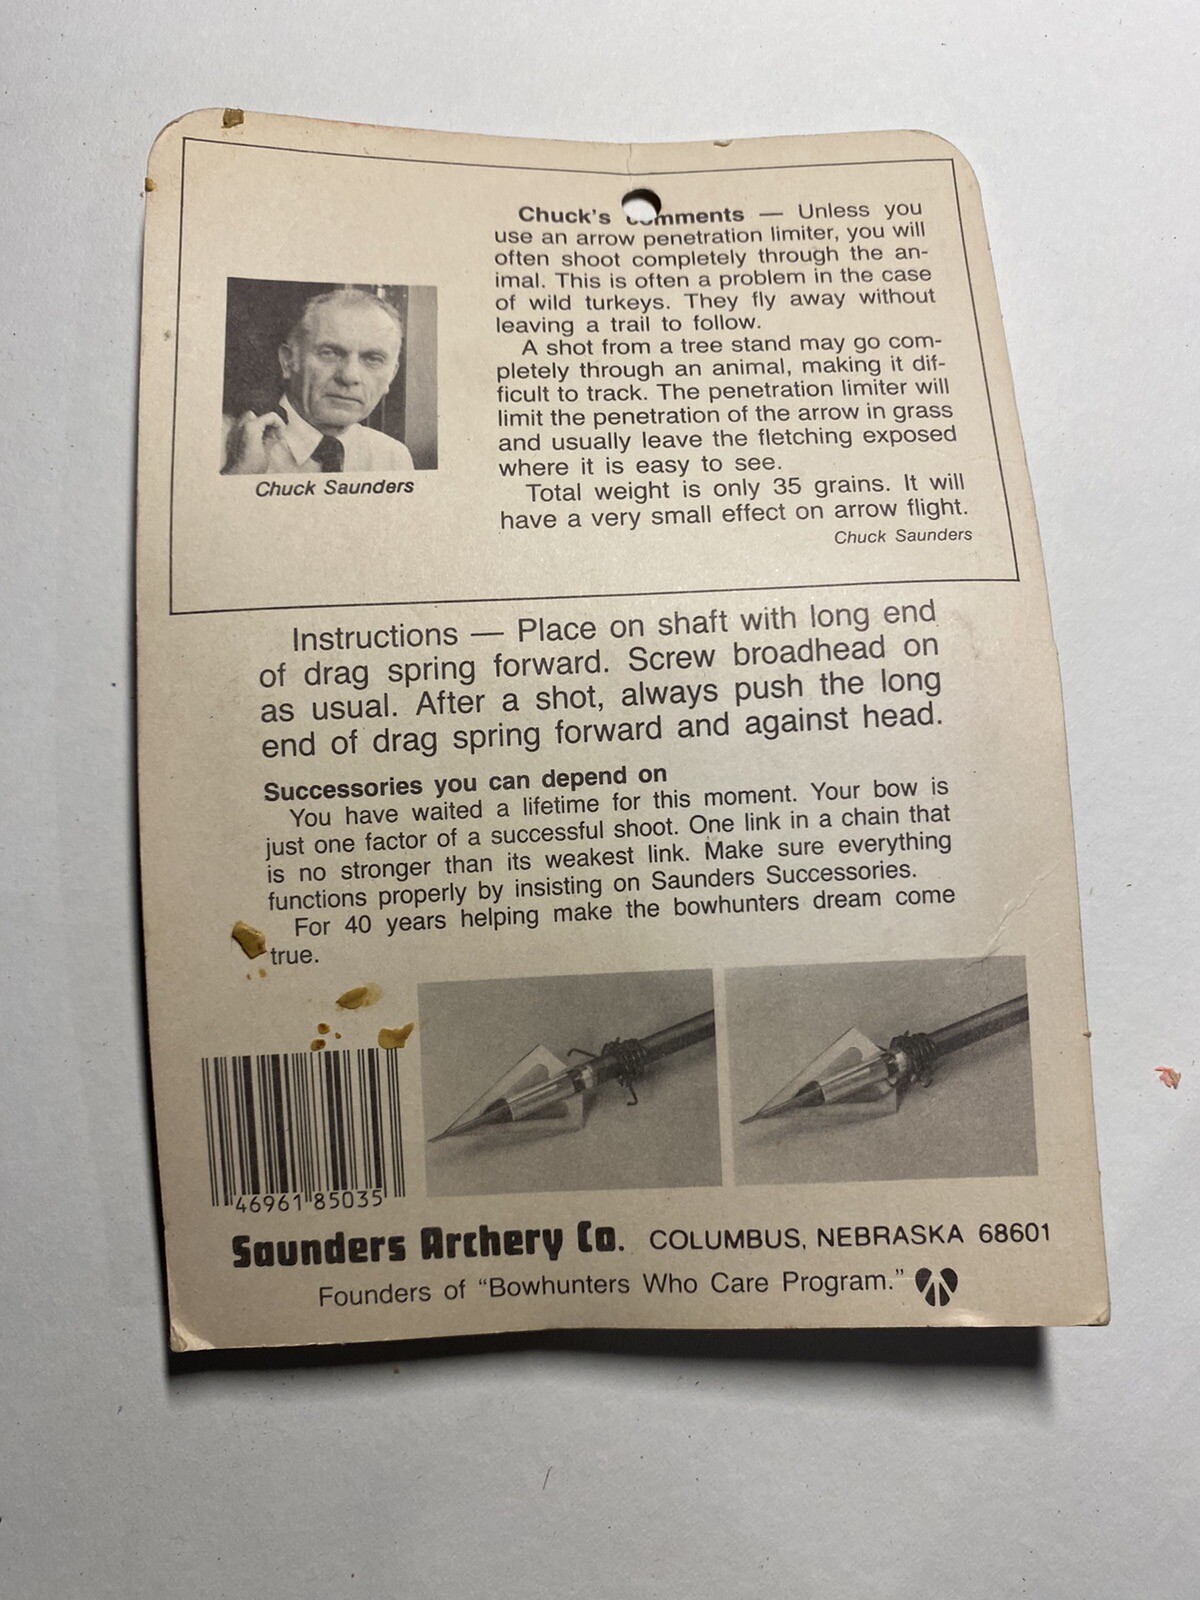 Chuck's comments — Unless you
use an arrow penetration limiter, you will
often shoot completely through the an-
imal. This is often a problem in the case
of wild turkeys. They fly away without
leaving a trail to follow.
A shot from a tree stand may go com-
pletely through an animal, making it dif-
ficult to track. The penetration limiter will
limit the penetration of the arrow in grass
and usually leave the fletching exposed
where it is easy to see.
Total weight is only 35 grains. It will
have a very small effect on arrow flight.
Chuck Saunders
Chuck Saunders
Instructions — Place on shaft with long end
of drag spring forward. Screw broadhead on
as usual. After a shot, always push the long
end of drag spring forward and against head.
Successories you can depend on
You have waited a lifetime for this moment. Your bow is
just one factor of a successful shoot. One link in a chain that
is no stronger than its weakest link. Make sure everything
functions properly by insisting on Saunders Successories.
For 40 years helping make the bowhunters dream come
true.
46961 85035
Saunders Archery Co. COLUMBUS, NEBRASKA 68601
Founders of “Bowhunters Who Care Program.”